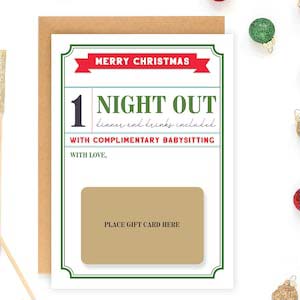 MERRY CHRISTMAS
1 NIGHT OUT
dinner and drinks included
WITH COMPLIMENTARY BABYSITTING
WITH LOVE,
PLACE GIFT CARD HERE